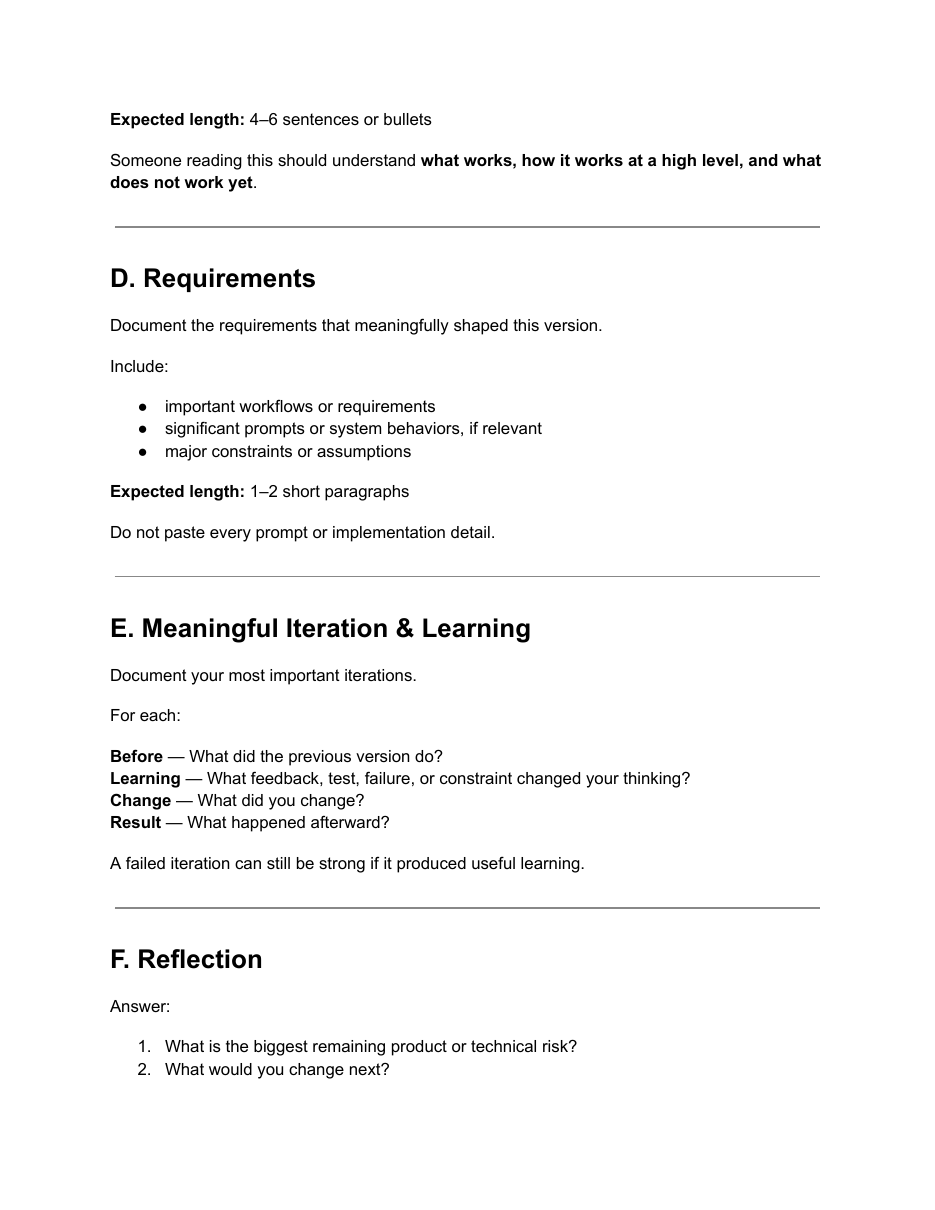 Expected length: 4–6 sentences or bullets
Someone reading this should understand what works, how it works at a high level, and what
does not work yet.
D. Requirements
Document the requirements that meaningfully shaped this version.
Include:
● important workflows or requirements
● significant prompts or system behaviors, if relevant
● major constraints or assumptions
Expected length: 1–2 short paragraphs
Do not paste every prompt or implementation detail.
E. Meaningful Iteration & Learning
Document your most important iterations.
For each:
Before — What did the previous version do?
Learning — What feedback, test, failure, or constraint changed your thinking?
Change — What did you change?
Result — What happened afterward?
A failed iteration can still be strong if it produced useful learning.
F. Reflection
Answer:
1. What is the biggest remaining product or technical risk?
2. What would you change next?